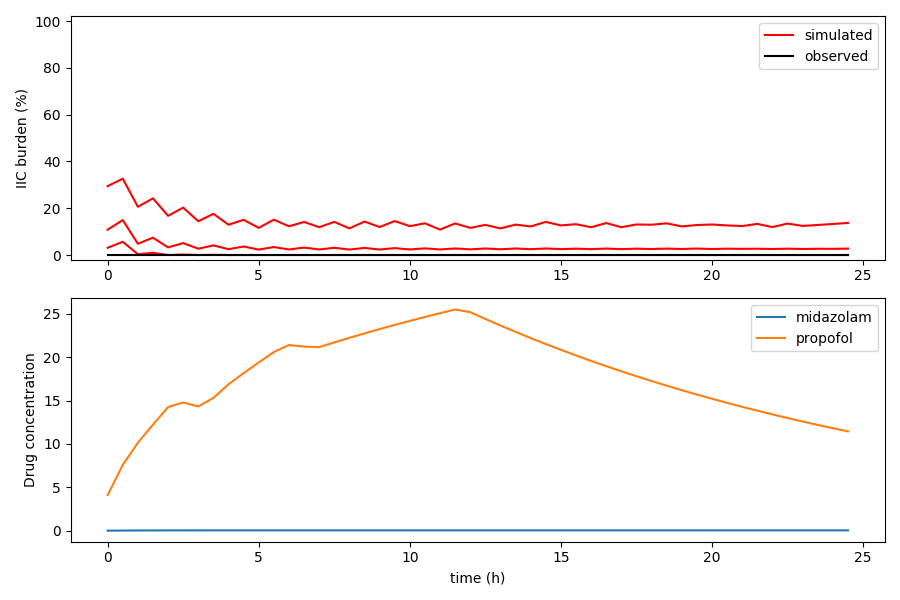 100
80
60
40
20
0
IIC burden (%)
simulated
observed
0 5 10 15 20 25
25
20
15
10
5
0
Drug concentration
midazolam
propofol
0 5 10 15 20 25
time (h)